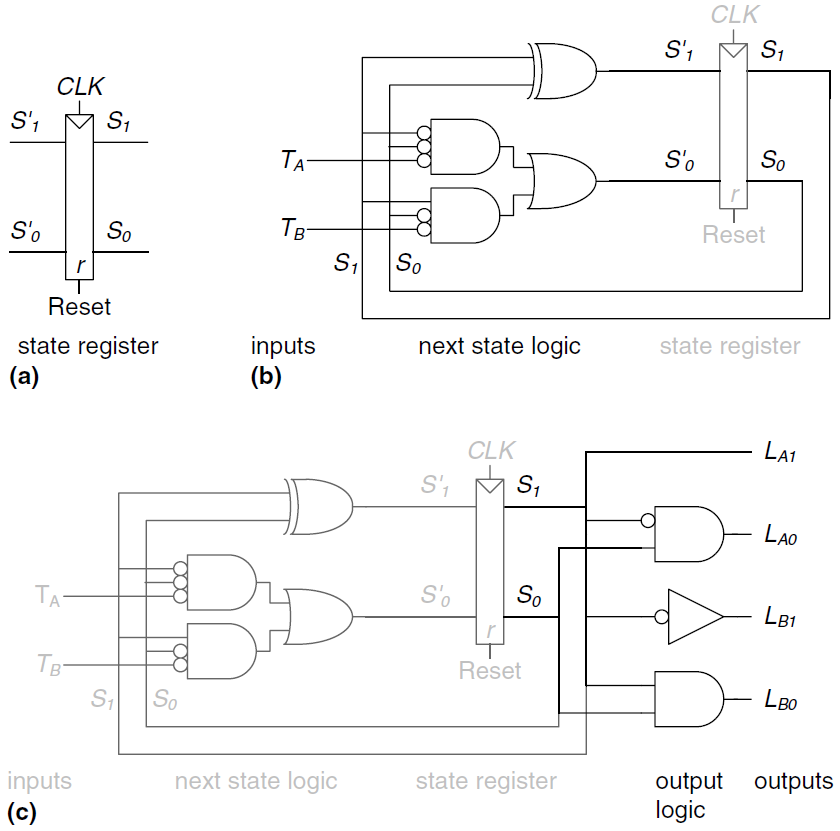 CLK
S'1 S1
S'0 S0
r
Reset
state register
(a)
CLK
S'1 S1
TA
S'0 S0
r
TB
Reset
S1 S0
inputs next state logic state register
(b)
CLK
LA1
S'1 S1
LA0
TA
S'0 S0
LB1
r
TB
Reset
S1 S0
LB0
inputs next state logic state register output logic outputs
(c)